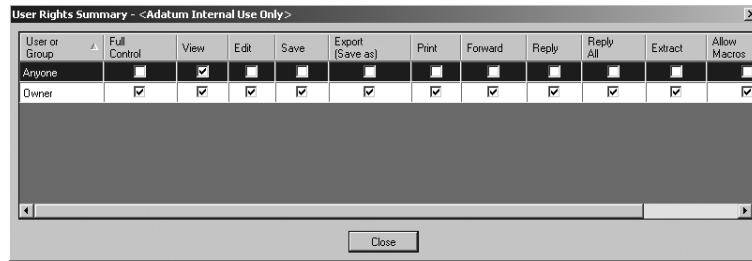 User Rights Summary - <Adatum Internal Use Only>
User or Group Full Control View Edit Save Export (Save as) Print Forward Reply Reply All Extract Allow Macros
Anyone
Owner
Close